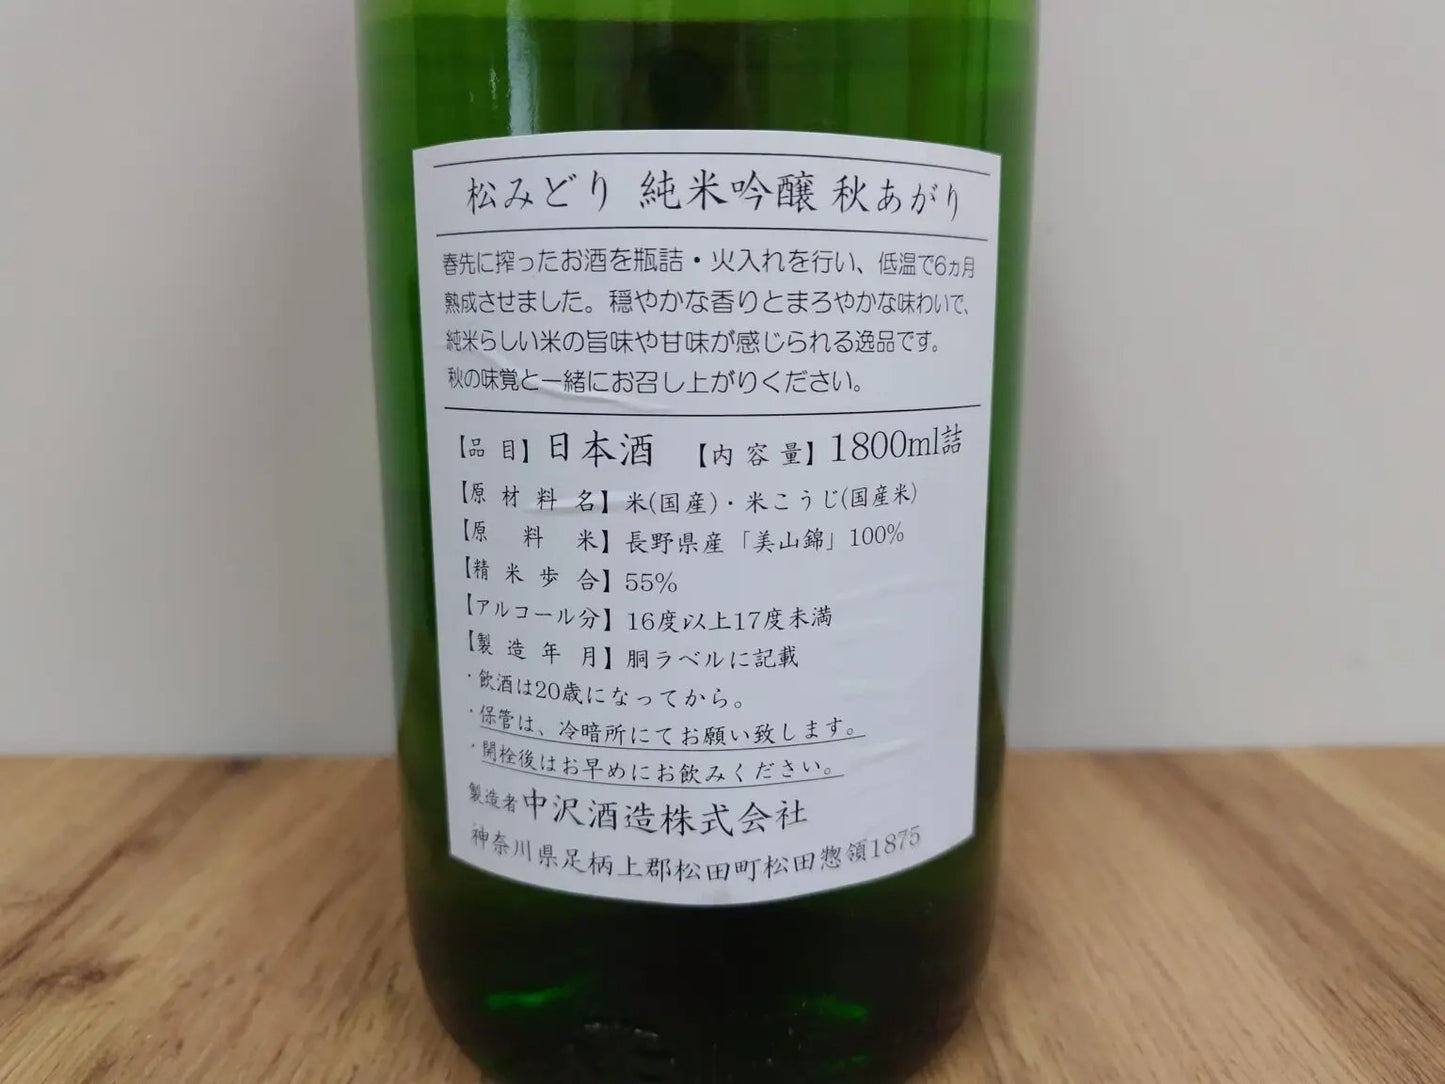 松みどり 純米吟醸 秋あがり
春先に搾ったお酒を瓶詰・火入れを行い、低温で6ヵ月
熟成させました。穏やかな香りとまろやかな味わいで、
純米らしい米の旨味や甘味が感じられる逸品です。
秋の味覚と一緒にお召し上がりください。
【品目】日本酒 【内容量】1800ml詰
【原材料名】米(国産)・米こうじ(国産米)
【原料米】長野県産「美山錦」100%
【精米歩合】55%
【アルコール分】16度以上17度未満
【製造年月】胴ラベルに記載
・飲酒は20歳になってから。
・保管は、冷暗所にてお願い致します。
・開栓後はお早めにお飲みください。
製造者 中沢酒造株式会社
神奈川県足柄上郡松田町松田惣領1875